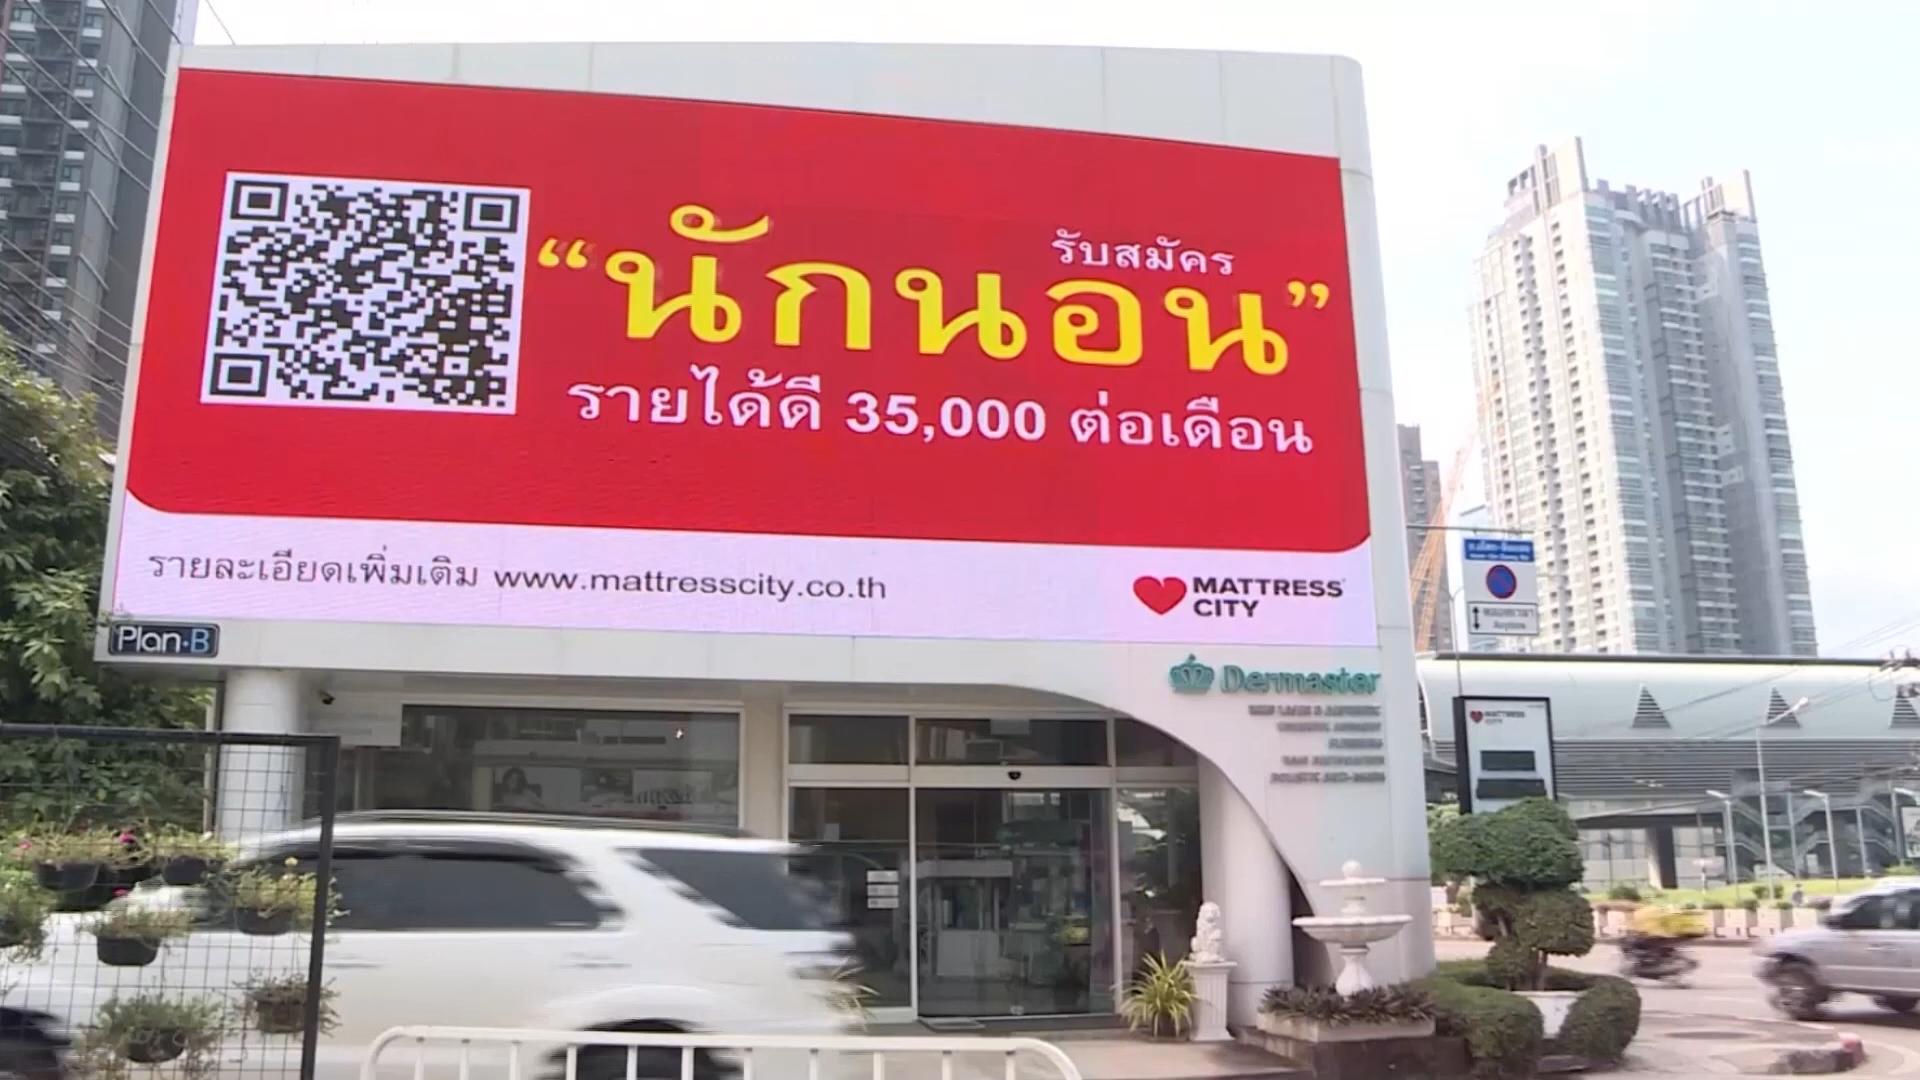 รับสมัคร
“นักนอน”
รายได้ดี 35,000 ต่อเดือน
รายละเอียดเพิ่มเติม www.mattresscity.co.th
MATTRESS
CITY
Plan·B
Dermaster
MATTRESS
CITY